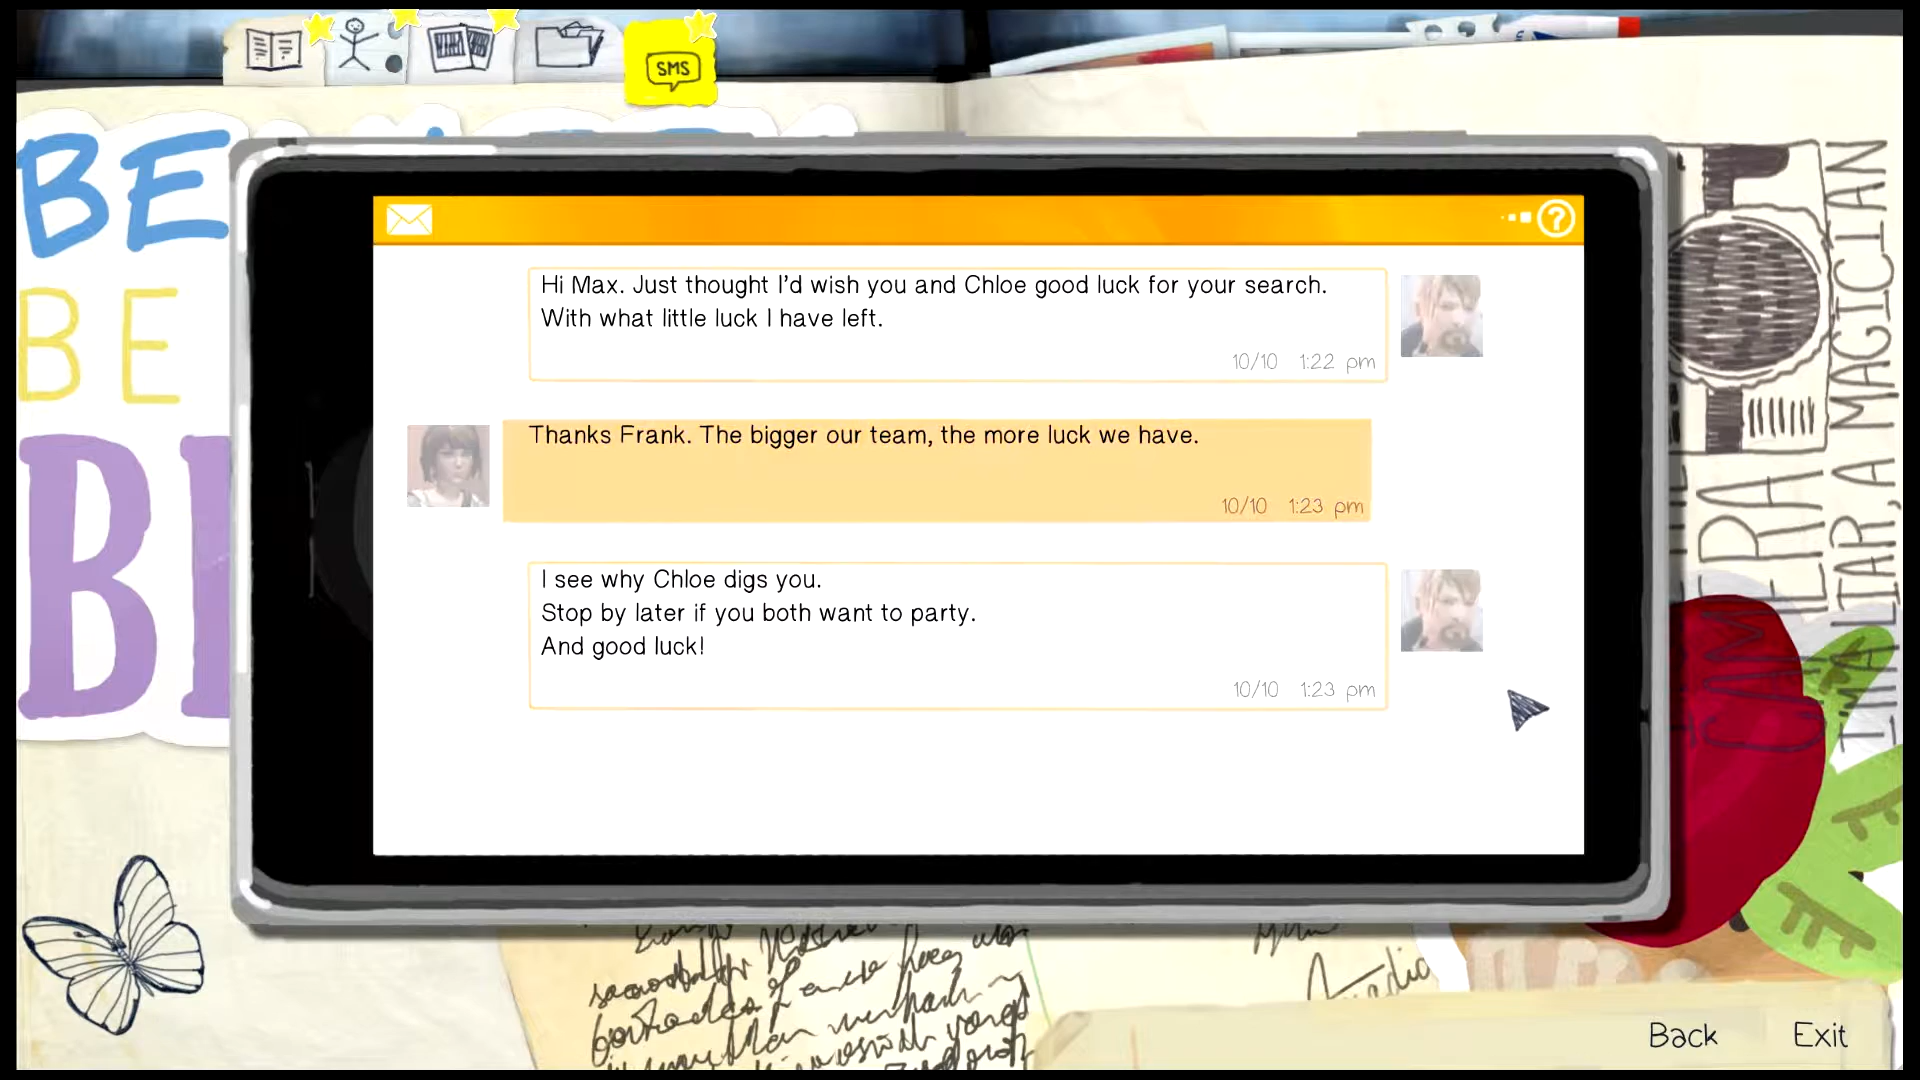 SMS
Hi Max. Just thought I'd wish you and Chloe good luck for your search.
With what little luck I have left.
10/10 1:22 pm
Thanks Frank. The bigger our team, the more luck we have.
10/10 1:23 pm
I see why Chloe digs you.
Stop by later if you both want to party.
And good luck!
10/10 1:23 pm
BE
BE
CAMERA
A MAGICIAN
Back
Exit